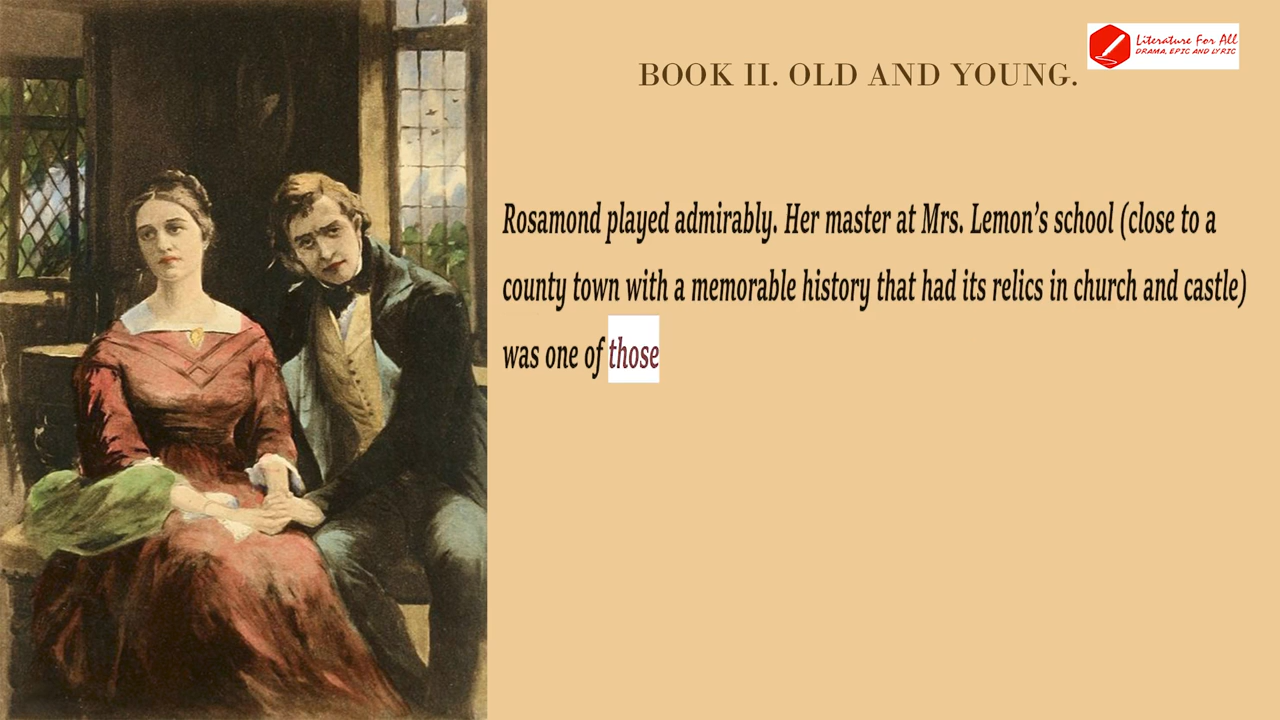 Literature For All
DRAMA, EPIC AND LYRIC
BOOK II. OLD AND YOUNG.
Rosamond played admirably. Her master at Mrs. Lemon’s school (close to a
county town with a memorable history that had its relics in church and castle)
was one of those